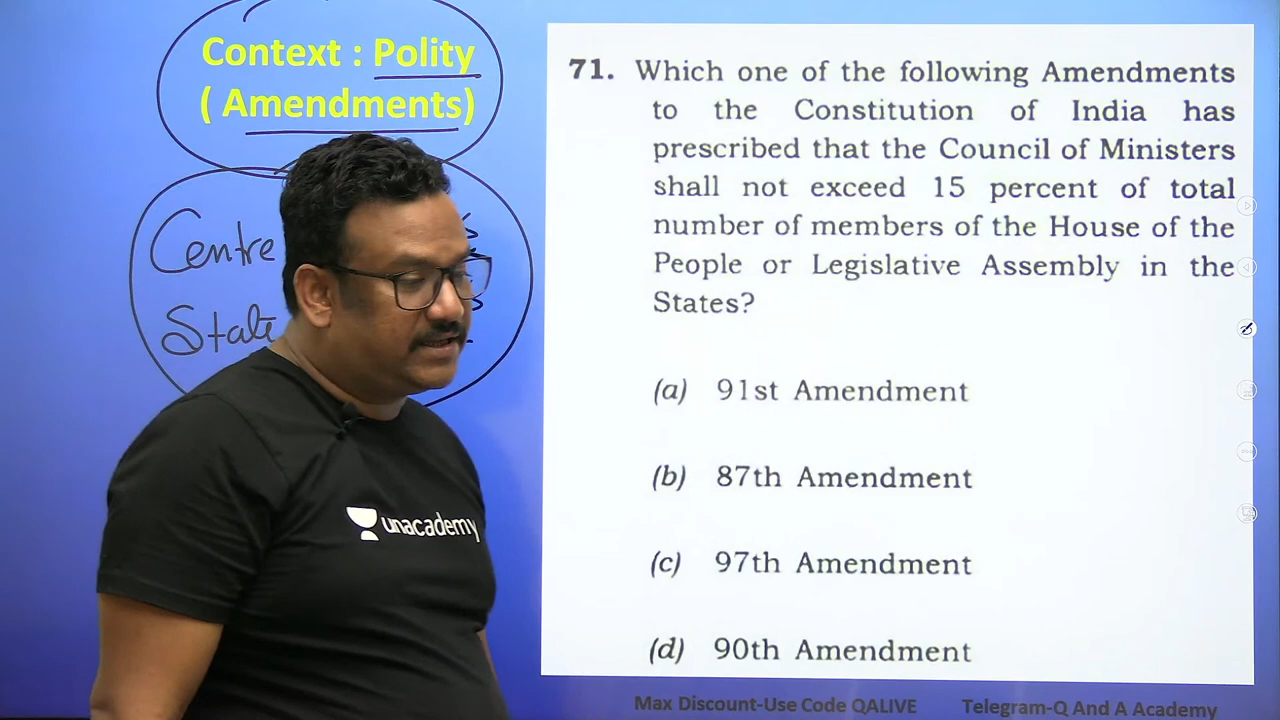 Context : Polity
( Amendments)
Centre
State
unacademy
71. Which one of the following Amendments
to the Constitution of India has
prescribed that the Council of Ministers
shall not exceed 15 percent of total
number of members of the House of the
People or Legislative Assembly in the
States?
(a) 91st Amendment
(b) 87th Amendment
(c) 97th Amendment
(d) 90th Amendment
Max Discount-Use Code QALIVE Telegram-Q And A Academy